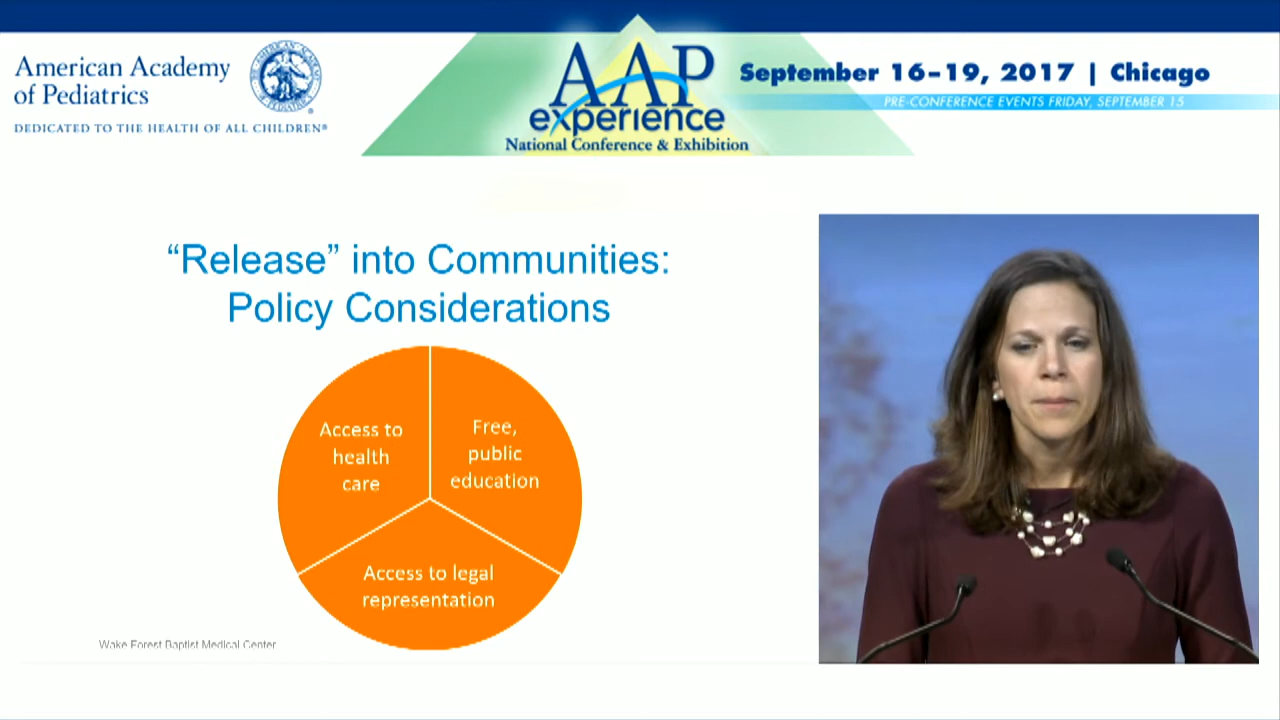 American Academy
of Pediatrics
DEDICATED TO THE HEALTH OF ALL CHILDREN®
AAP
experience
National Conference & Exhibition
September 16–19, 2017 | Chicago
PRE-CONFERENCE EVENTS FRIDAY, SEPTEMBER 15
“Release” into Communities:
Policy Considerations
Access to
health
care
Free,
public
education
Access to legal
representation
Wake Forest Baptist Medical Center